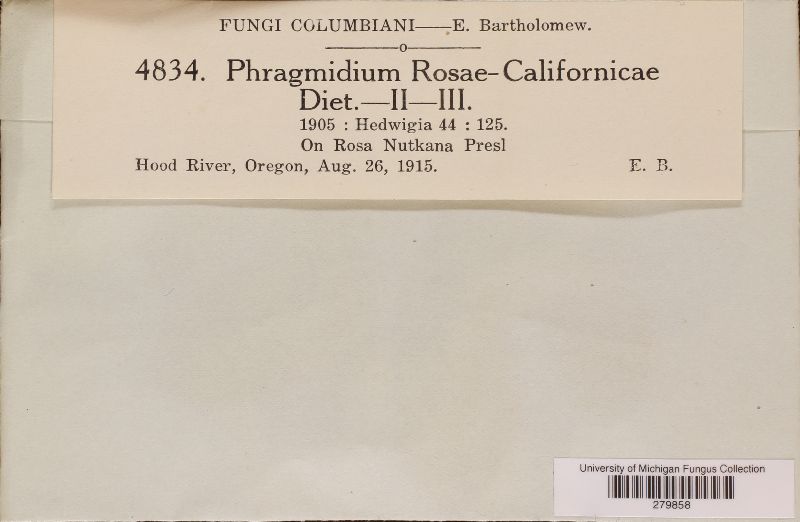 FUNGI COLUMBIANI——E. Bartholomew.
o
4834. Phragmidium Rosae-Californicae
Diet.—II—III.
1905 : Hedwigia 44 : 125.
On Rosa Nutkana Presl
Hood River, Oregon, Aug. 26, 1915. E. B.
University of Michigan Fungus Collection
279858